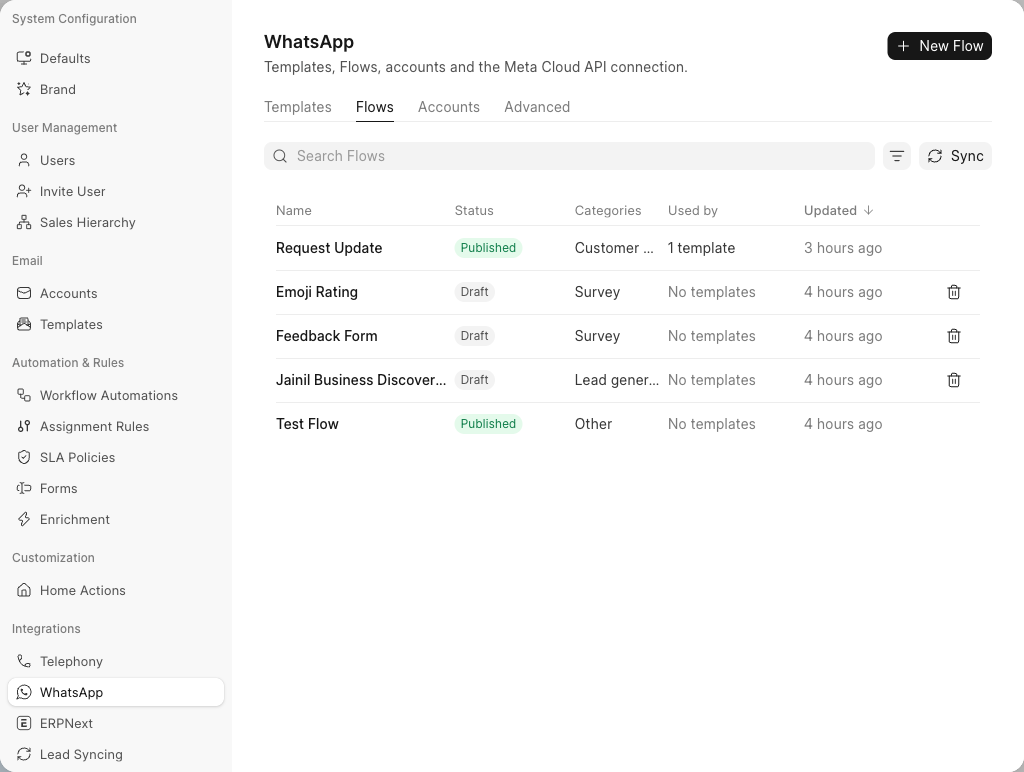 System Configuration
Defaults
Brand
User Management
Users
Invite User
Sales Hierarchy
Email
Accounts
Templates
Automation & Rules
Workflow Automations
Assignment Rules
SLA Policies
Forms
Enrichment
Customization
Home Actions
Integrations
Telephony
WhatsApp
ERPNext
Lead Syncing
WhatsApp
Templates, Flows, accounts and the Meta Cloud API connection.
New Flow
Templates Flows Accounts Advanced
Search Flows
Sync
Name Status Categories Used by Updated
Request Update Published Customer ... 1 template 3 hours ago
Emoji Rating Draft Survey No templates 4 hours ago
Feedback Form Draft Survey No templates 4 hours ago
Jainil Business Discover... Draft Lead gener... No templates 4 hours ago
Test Flow Published Other No templates 4 hours ago